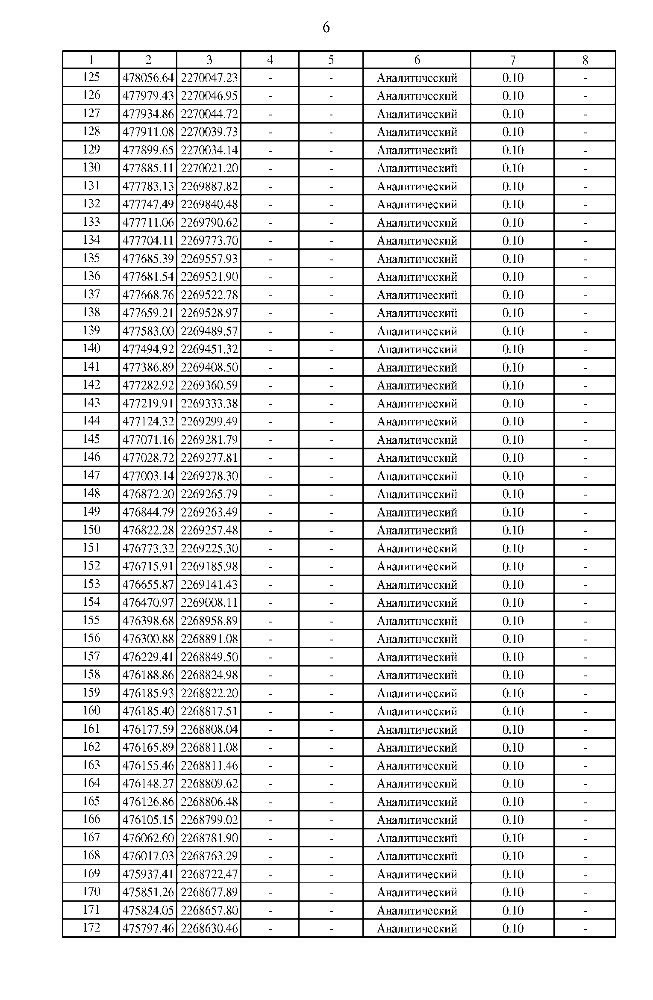 6
1 2 3 4 5 6 7 8
125 478056.64 2270047.23 - - Аналитический 0.10 -
126 477979.43 2270046.95 - - Аналитический 0.10 -
127 477934.86 2270044.72 - - Аналитический 0.10 -
128 477911.08 2270039.73 - - Аналитический 0.10 -
129 477899.65 2270034.14 - - Аналитический 0.10 -
130 477885.11 2270021.20 - - Аналитический 0.10 -
131 477783.13 2269887.82 - - Аналитический 0.10 -
132 477747.49 2269840.48 - - Аналитический 0.10 -
133 477711.06 2269790.62 - - Аналитический 0.10 -
134 477704.11 2269773.70 - - Аналитический 0.10 -
135 477685.39 2269557.93 - - Аналитический 0.10 -
136 477681.54 2269521.90 - - Аналитический 0.10 -
137 477668.76 2269522.78 - - Аналитический 0.10 -
138 477659.21 2269528.97 - - Аналитический 0.10 -
139 477583.00 2269489.57 - - Аналитический 0.10 -
140 477494.92 2269451.32 - - Аналитический 0.10 -
141 477386.89 2269408.50 - - Аналитический 0.10 -
142 477282.92 2269360.59 - - Аналитический 0.10 -
143 477219.91 2269333.38 - - Аналитический 0.10 -
144 477124.32 2269299.49 - - Аналитический 0.10 -
145 477071.16 2269281.79 - - Аналитический 0.10 -
146 477028.72 2269277.81 - - Аналитический 0.10 -
147 477003.14 2269278.30 - - Аналитический 0.10 -
148 476872.20 2269265.79 - - Аналитический 0.10 -
149 476844.79 2269263.49 - - Аналитический 0.10 -
150 476822.28 2269257.48 - - Аналитический 0.10 -
151 476773.32 2269225.30 - - Аналитический 0.10 -
152 476715.91 2269185.98 - - Аналитический 0.10 -
153 476655.87 2269141.43 - - Аналитический 0.10 -
154 476470.97 2269008.11 - - Аналитический 0.10 -
155 476398.68 2268958.89 - - Аналитический 0.10 -
156 476300.88 2268891.08 - - Аналитический 0.10 -
157 476229.41 2268849.50 - - Аналитический 0.10 -
158 476188.86 2268824.98 - - Аналитический 0.10 -
159 476185.93 2268822.20 - - Аналитический 0.10 -
160 476185.40 2268817.51 - - Аналитический 0.10 -
161 476177.59 2268808.04 - - Аналитический 0.10 -
162 476165.89 2268811.08 - - Аналитический 0.10 -
163 476155.46 2268811.46 - - Аналитический 0.10 -
164 476148.27 2268809.62 - - Аналитический 0.10 -
165 476126.86 2268806.48 - - Аналитический 0.10 -
166 476105.15 2268799.02 - - Аналитический 0.10 -
167 476062.60 2268781.90 - - Аналитический 0.10 -
168 476017.03 2268763.29 - - Аналитический 0.10 -
169 475937.41 2268722.47 - - Аналитический 0.10 -
170 475851.26 2268677.89 - - Аналитический 0.10 -
171 475824.05 2268657.80 - - Аналитический 0.10 -
172 475797.46 2268630.46 - - Аналитический 0.10 -